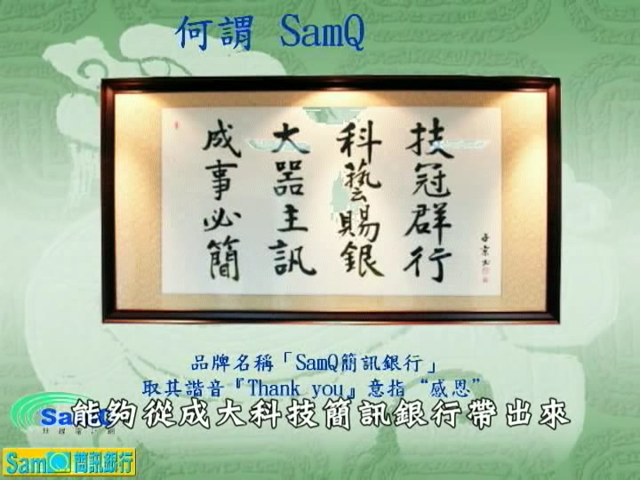 何謂 SamQ
技冠群行
科藝賜銀
大器主訊
成事必簡
品牌名稱「SamQ簡訊銀行」
取其諧音『Thank you』意指“感恩”
能夠從成大科技簡訊銀行帶出來
SamQ簡訊銀行